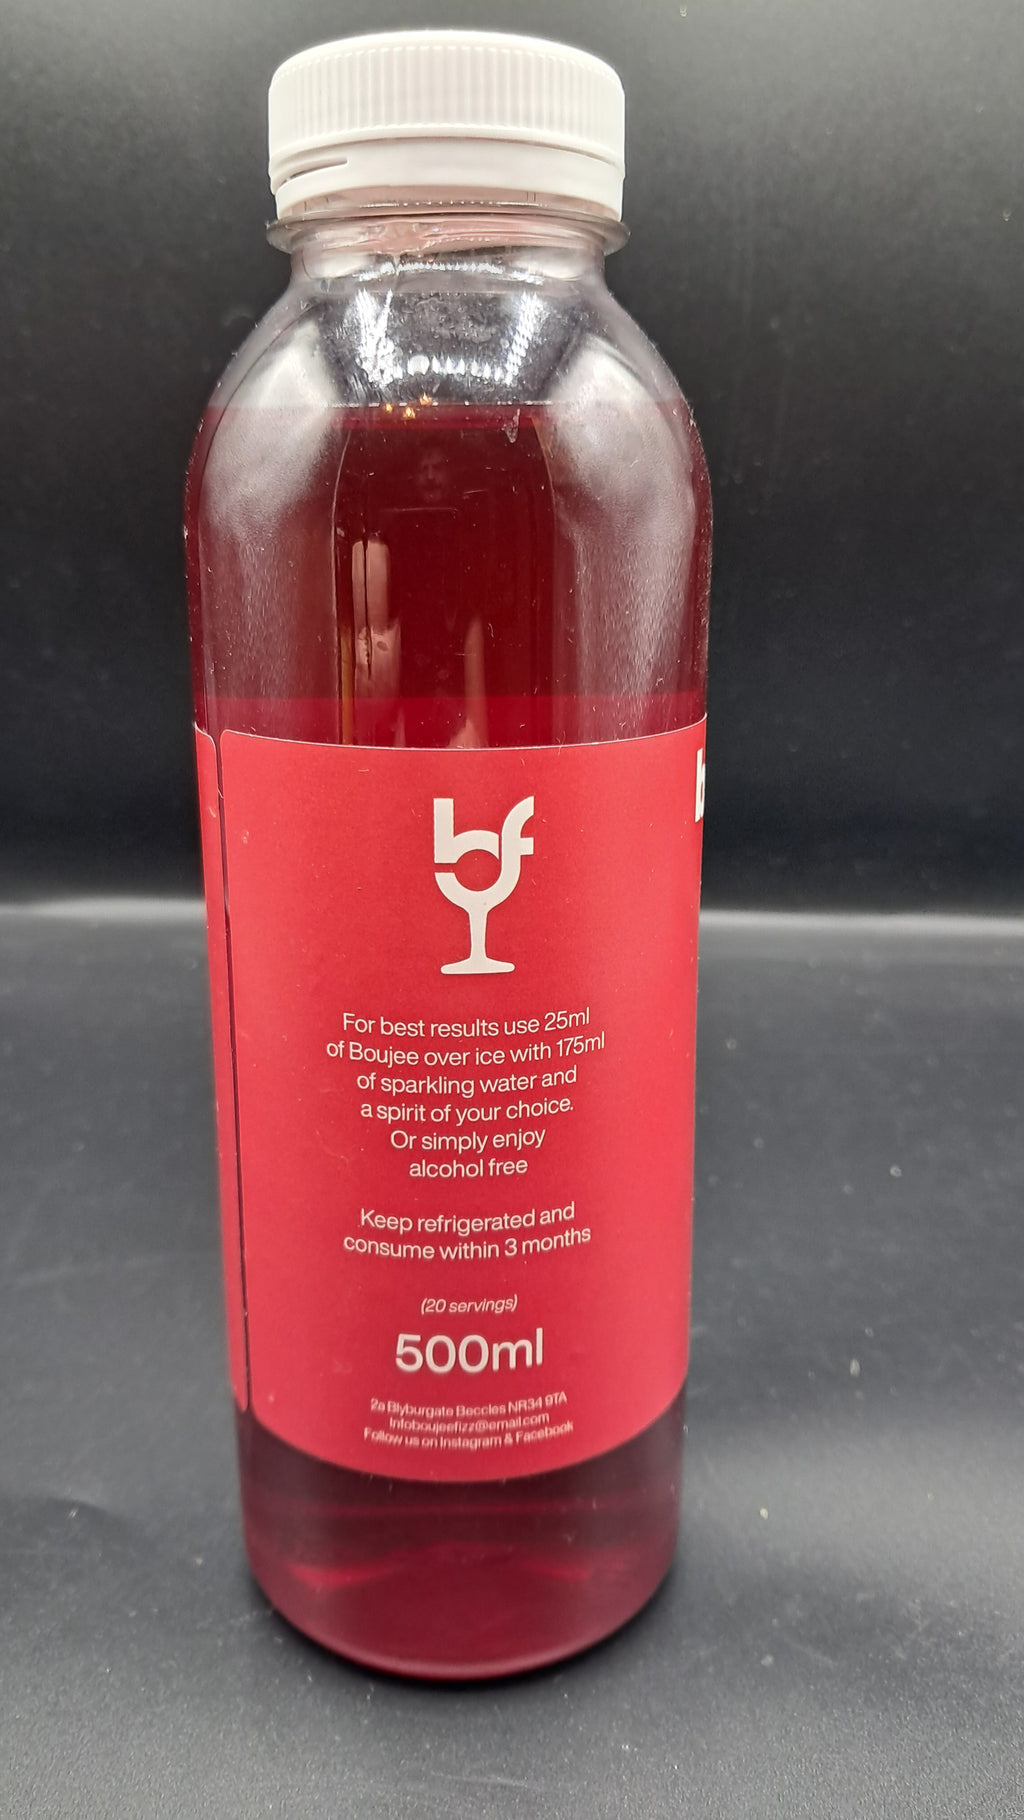 bf
For best results use 25ml
of Boujee over ice with 175ml
of sparkling water and
a spirit of your choice.
Or simply enjoy
alcohol free
Keep refrigerated and
consume within 3 months
(20 servings)
500ml
2a Blyburgate Beccles NR34 9TA
Infoboujeefizz@email.com
Follow us on Instagram & Facebook